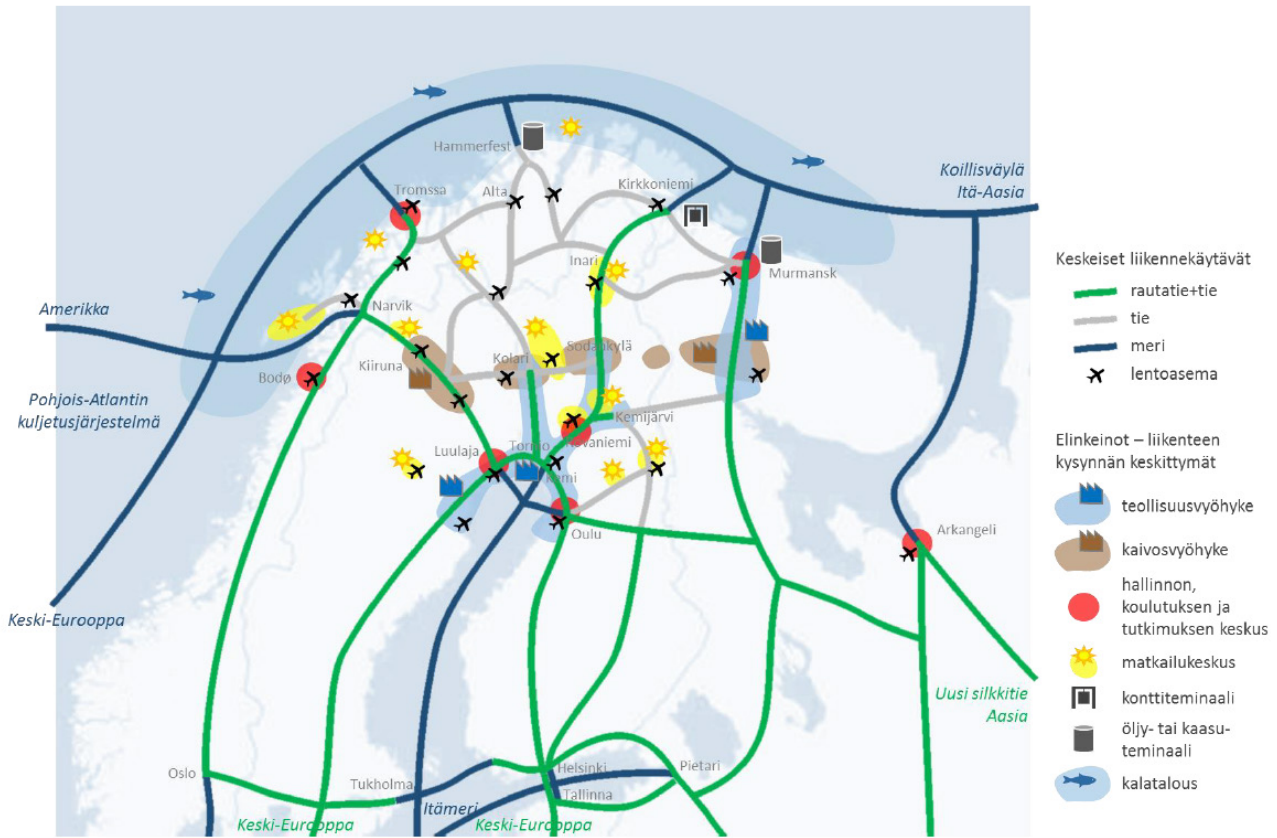 Hammerfest
Tromssa
Alta
Kirkkoniemi
Koillisväylä
Itä-Aasia
Inari
Murmansk
Amerikka
Narvik
Kiiruna
Kolari
Sodankylä
Bodø
Pohjois-Atlantin
kuljetusjärjestelmä
Kemijärvi
Rovaniemi
Luulaja
Tornio
Kemi
Oulu
Arkangeli
Keski-Eurooppa
Uusi silkkitie
Aasia
Oslo
Tukholma
Helsinki
Pietari
Tallinna
Itämeri
Keski-Eurooppa
Keski-Eurooppa
Keskeiset liikennekäytävät
rautatie+tie
tie
meri
lentoasema
Elinkeinot – liikenteen
kysynnän keskittymät
teollisuusvyöhyke
kaivosvyöhyke
hallinnon,
koulutuksen ja
tutkimuksen keskus
matkailukeskus
konttiteminaali
öljy- tai kaasu-
teminaali
kalatalous